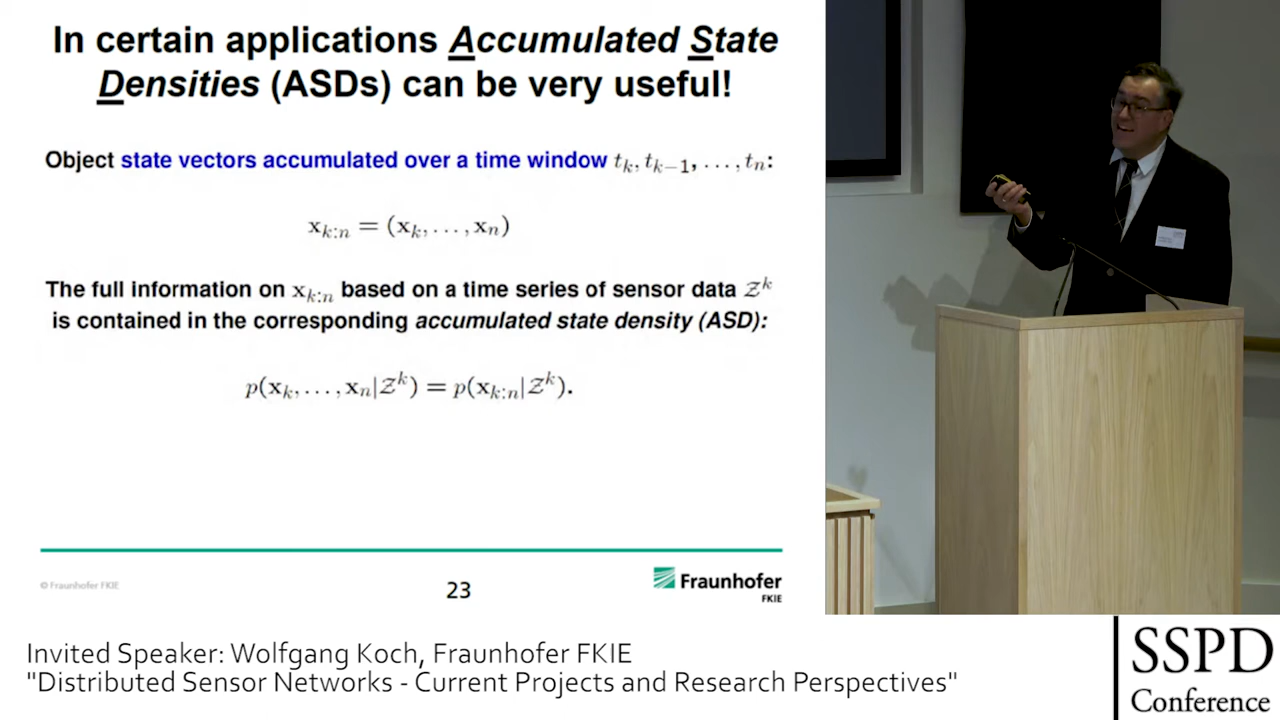 In certain applications Accumulated State
Densities (ASDs) can be very useful!
Object state vectors accumulated over a time window t_k, t_{k−1}, . . . , t_n:
x_{k:n} = (x_k, . . . , x_n)
The full information on x_{k:n} based on a time series of sensor data 𝒵^k
is contained in the corresponding accumulated state density (ASD):
p(x_k, . . . , x_n|𝒵^k) = p(x_{k:n}|𝒵^k).
© Fraunhofer FKIE
23
Fraunhofer
FKIE
Invited Speaker: Wolfgang Koch, Fraunhofer FKIE
"Distributed Sensor Networks - Current Projects and Research Perspectives"
SSPD
Conference